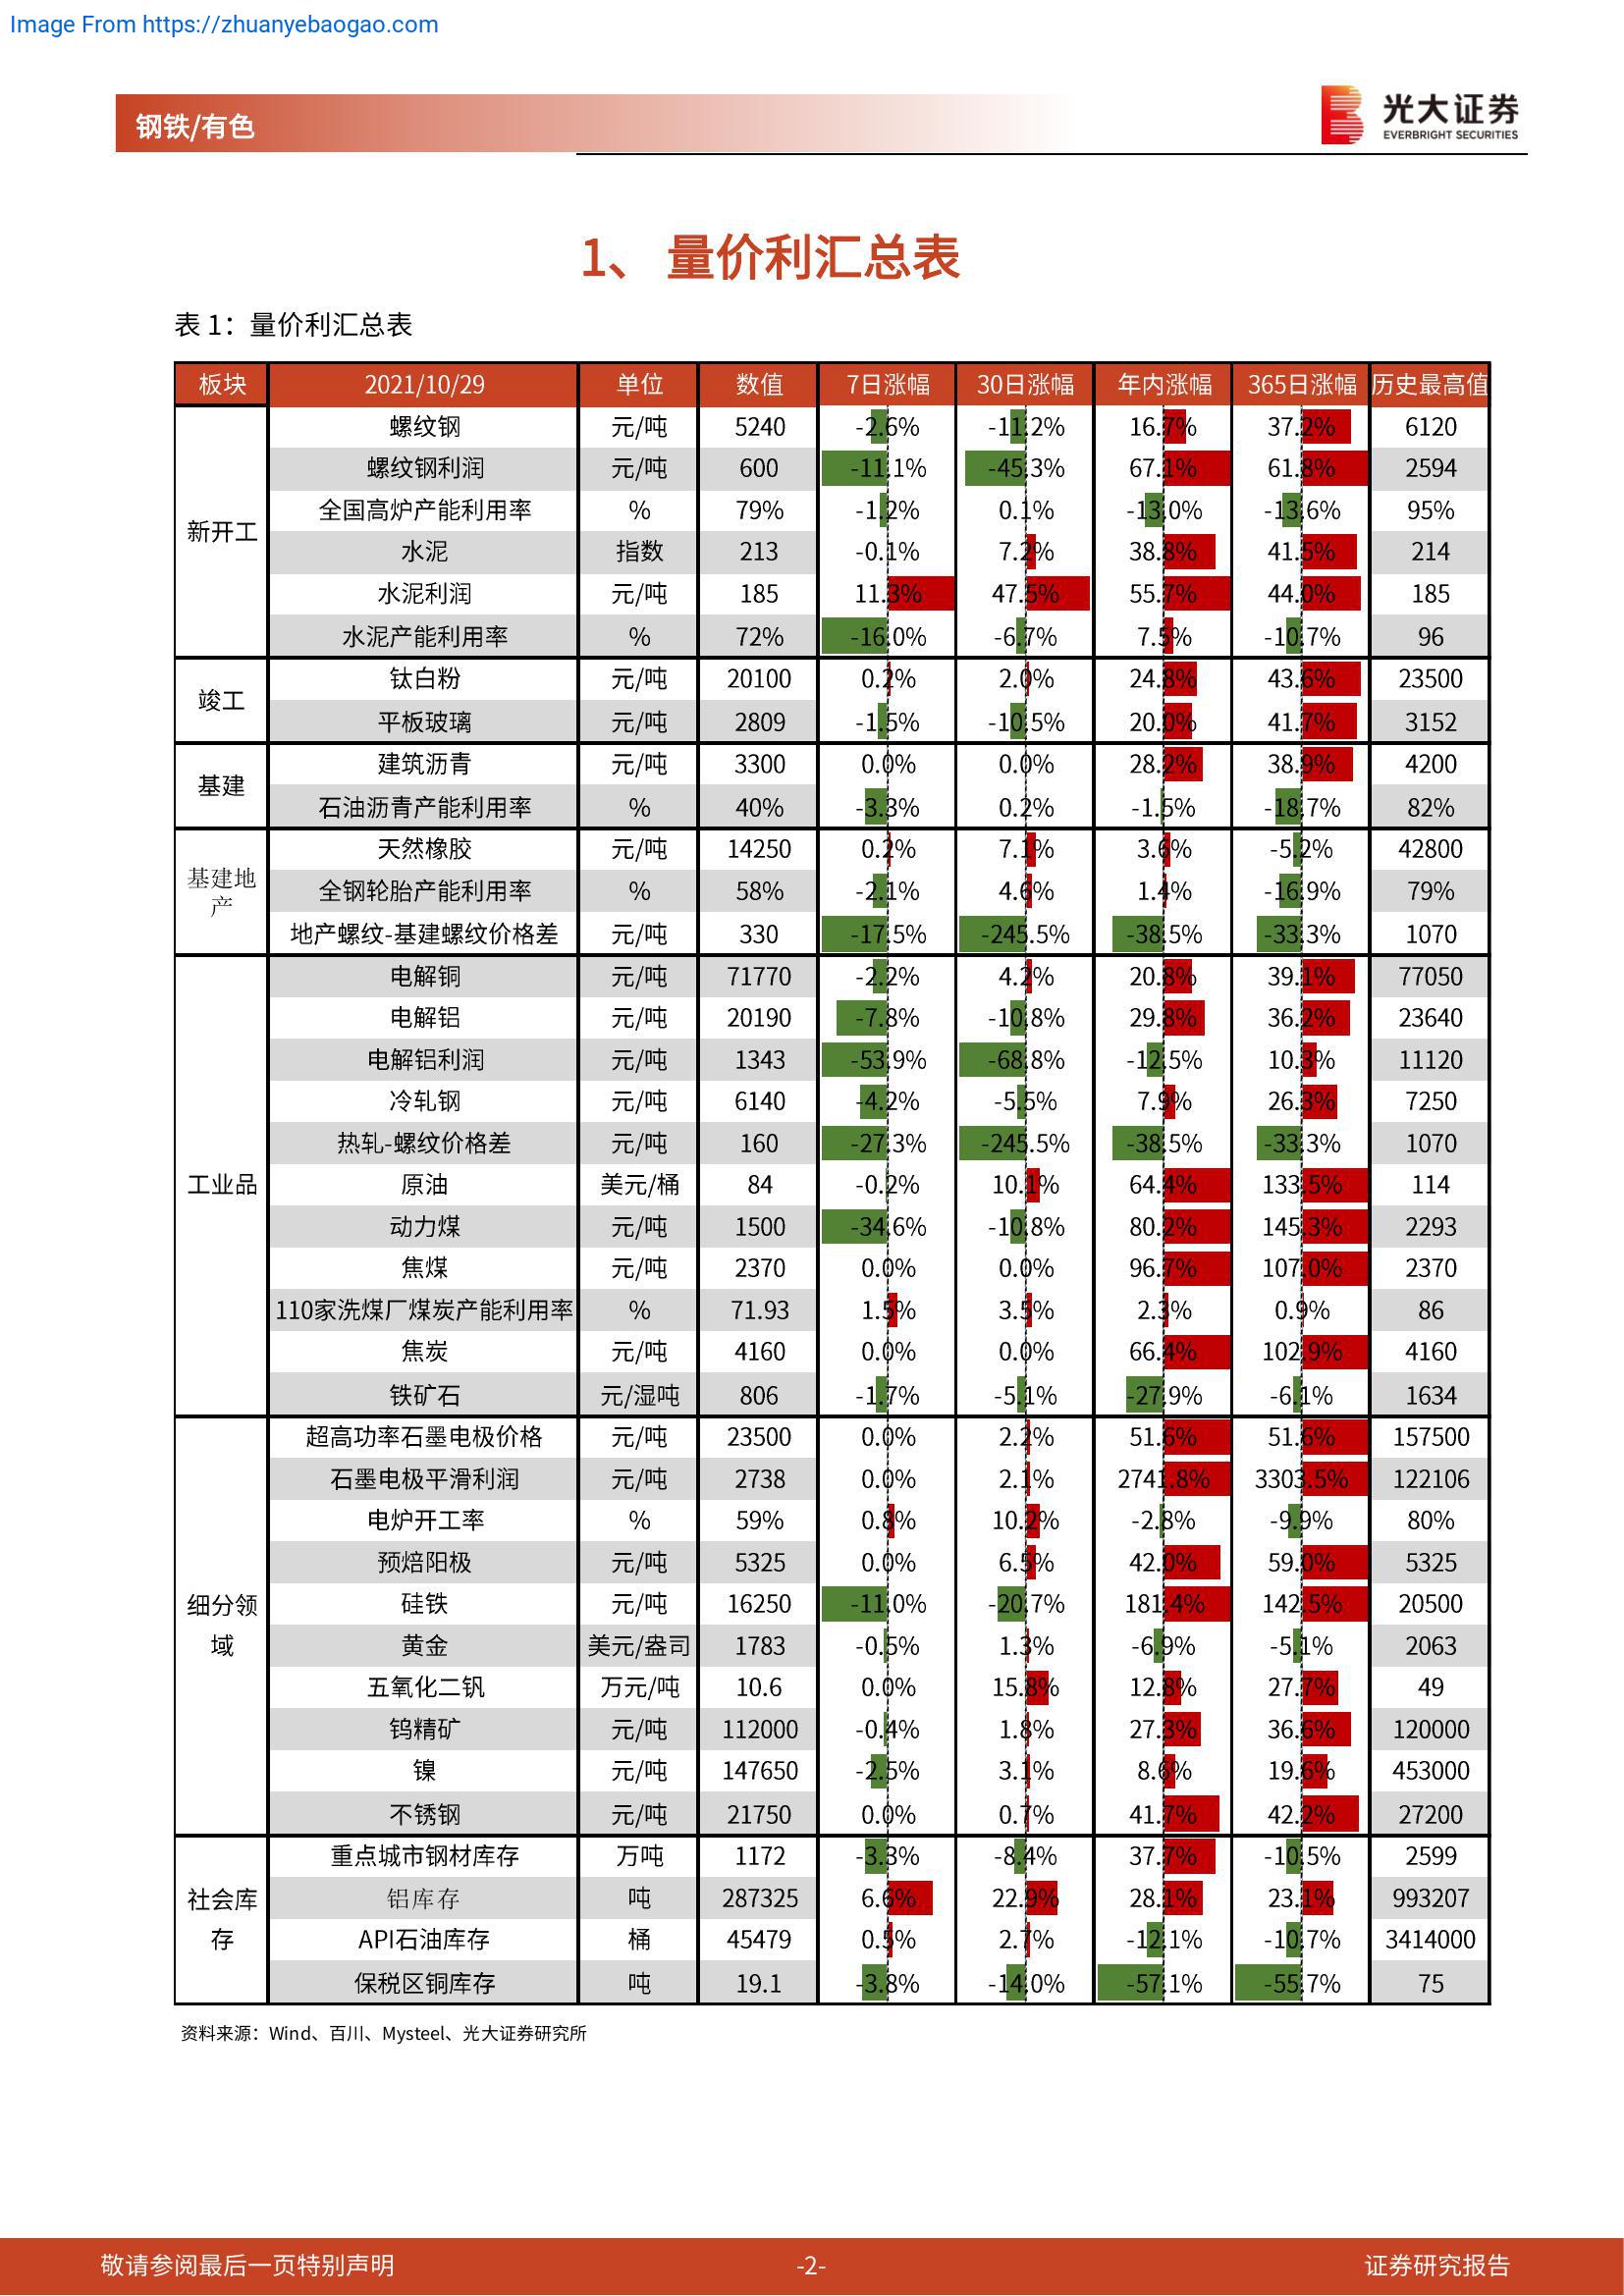 Image From https://zhuanyebaogao.com
钢铁/有色
光大证券
EVERBRIGHT SECURITIES
1、 量价利汇总表
表 1：量价利汇总表
板块 2021/10/29 单位 数值 7日涨幅 30日涨幅 年内涨幅 365日涨幅 历史最高值
新开工
螺纹钢 元/吨 5240 -2.6% -11.2% 16.7% 37.2% 6120
螺纹钢利润 元/吨 600 -11.1% -45.3% 67.1% 61.8% 2594
全国高炉产能利用率 % 79% -1.2% 0.1% -13.0% -13.6% 95%
水泥 指数 213 -0.1% 7.2% 38.8% 41.5% 214
水泥利润 元/吨 185 11.3% 47.5% 55.7% 44.0% 185
水泥产能利用率 % 72% -16.0% -6.7% 7.5% -10.7% 96
竣工
钛白粉 元/吨 20100 0.2% 2.0% 24.8% 43.6% 23500
平板玻璃 元/吨 2809 -1.5% -10.5% 20.0% 41.7% 3152
基建
建筑沥青 元/吨 3300 0.0% 0.0% 28.2% 38.9% 4200
石油沥青产能利用率 % 40% -3.3% 0.2% -1.5% -18.7% 82%
基建地
产
天然橡胶 元/吨 14250 0.2% 7.1% 3.6% -5.2% 42800
全钢轮胎产能利用率 % 58% -2.1% 4.6% 1.4% -16.9% 79%
地产螺纹-基建螺纹价格差 元/吨 330 -17.5% -245.5% -38.5% -33.3% 1070
工业品
电解铜 元/吨 71770 -2.2% 4.2% 20.8% 39.1% 77050
电解铝 元/吨 20190 -7.8% -10.8% 29.8% 36.2% 23640
电解铝利润 元/吨 1343 -53.9% -68.8% -12.5% 10.3% 11120
冷轧钢 元/吨 6140 -4.2% -5.5% 7.9% 26.3% 7250
热轧-螺纹价格差 元/吨 160 -27.3% -245.5% -38.5% -33.3% 1070
原油 美元/桶 84 -0.2% 10.1% 64.4% 133.5% 114
动力煤 元/吨 1500 -34.6% -10.8% 80.2% 145.3% 2293
焦煤 元/吨 2370 0.0% 0.0% 96.7% 107.0% 2370
110家洗煤厂煤炭产能利用率 % 71.93 1.5% 3.5% 2.3% 0.9% 86
焦炭 元/吨 4160 0.0% 0.0% 66.4% 102.9% 4160
铁矿石 元/湿吨 806 -1.7% -5.1% -27.9% -6.1% 1634
细分领
域
超高功率石墨电极价格 元/吨 23500 0.0% 2.2% 51.6% 51.6% 157500
石墨电极平滑利润 元/吨 2738 0.0% 2.1% 2741.8% 3303.5% 122106
电炉开工率 % 59% 0.8% 10.2% -2.8% -9.9% 80%
预焙阳极 元/吨 5325 0.0% 6.5% 42.0% 59.0% 5325
硅铁 元/吨 16250 -11.0% -20.7% 181.4% 142.5% 20500
黄金 美元/盎司 1783 -0.5% 1.3% -6.9% -5.1% 2063
五氧化二钒 万元/吨 10.6 0.0% 15.8% 12.8% 27.7% 49
钨精矿 元/吨 112000 -0.4% 1.8% 27.3% 36.6% 120000
镍 元/吨 147650 -2.5% 3.1% 8.6% 19.6% 453000
不锈钢 元/吨 21750 0.0% 0.7% 41.7% 42.2% 27200
社会库
存
重点城市钢材库存 万吨 1172 -3.3% -8.4% 37.7% -10.5% 2599
铝库存 吨 287325 6.6% 22.9% 28.1% 23.1% 993207
API石油库存 桶 45479 0.5% 2.7% -12.1% -10.7% 3414000
保税区铜库存 吨 19.1 -3.8% -14.0% -57.1% -55.7% 75
资料来源：Wind、百川、Mysteel、光大证券研究所
敬请参阅最后一页特别声明 -2- 证券研究报告